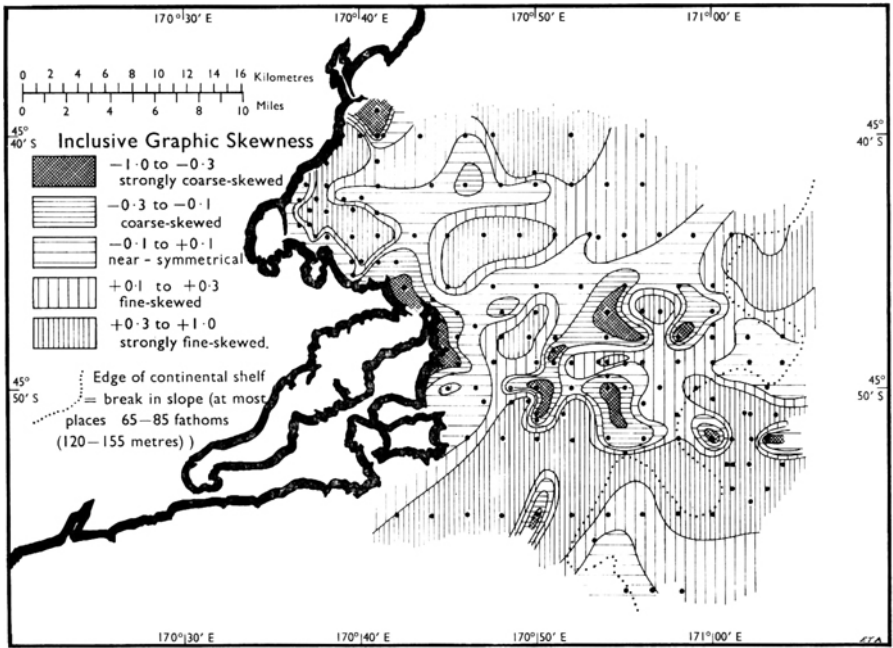 170° 30′ E 170° 40′ E 170° 50′ E 171° 00′ E
0 2 4 6 8 10 12 14 16 Kilometres
0 2 4 6 8 10 Miles
45° 40′ S
45° 40′ S
Inclusive Graphic Skewness
−1·0 to −0·3
strongly coarse-skewed
−0·3 to −0·1
coarse-skewed
−0·1 to +0·1
near - symmetrical
+0·1 to +0·3
fine-skewed
+0·3 to +1·0
strongly fine-skewed.
Edge of continental shelf
= break in slope (at most
places 65–85 fathoms
(120–155 metres) )
45° 50′ S
45° 50′ S
170° 30′ E 170° 40′ E 170° 50′ E 171° 00′ E